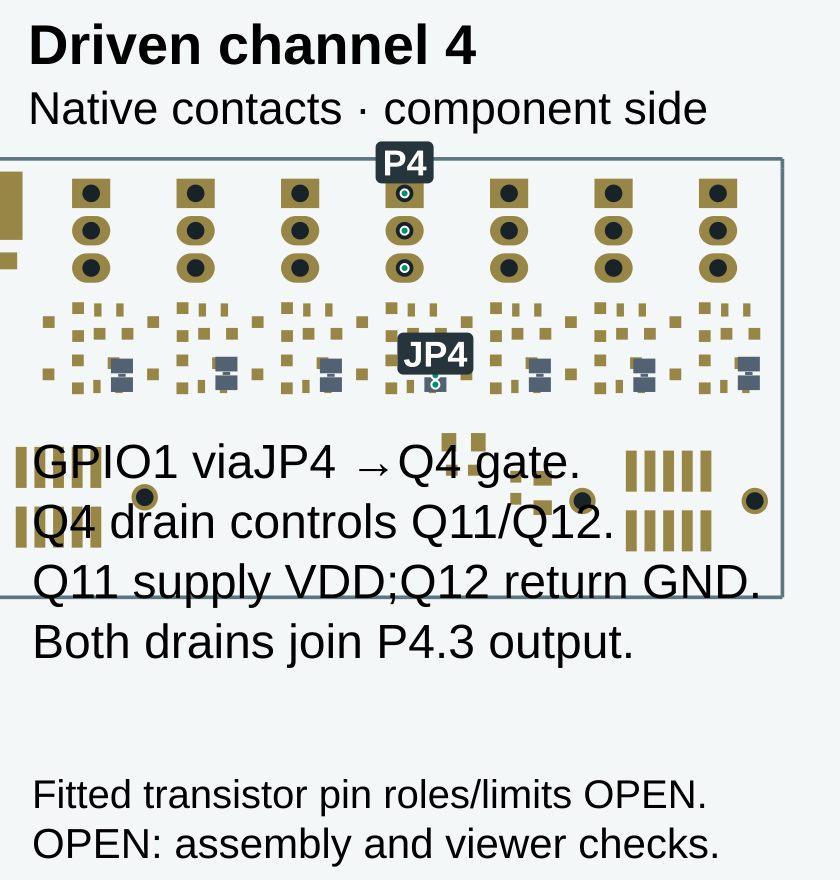 Driven channel 4
Native contacts · component side
P4
JP4
GPIO1 viaJP4 →Q4 gate.
Q4 drain controls Q11/Q12.
Q11 supply VDD;Q12 return GND.
Both drains join P4.3 output.
Fitted transistor pin roles/limits OPEN.
OPEN: assembly and viewer checks.